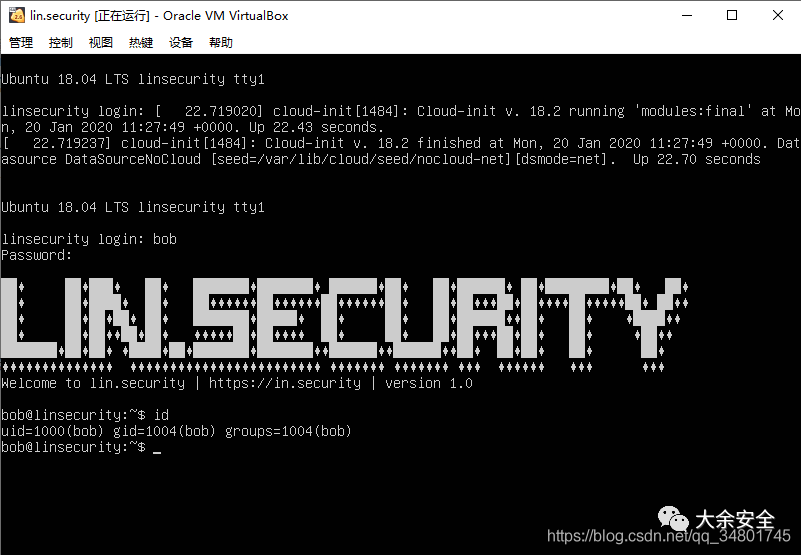 lin.security [正在运行] - Oracle VM VirtualBox
管理 控制 视图 热键 设备 帮助
Ubuntu 18.04 LTS linsecurity tty1
linsecurity login: [   22.719020] cloud-init[1484]: Cloud-init v. 18.2 running 'modules:final' at Mo
n, 20 Jan 2020 11:27:49 +0000. Up 22.43 seconds.
[   22.719237] cloud-init[1484]: Cloud-init v. 18.2 finished at Mon, 20 Jan 2020 11:27:49 +0000. Dat
asource DataSourceNoCloud [seed=/var/lib/cloud/seed/nocloud-net][dsmode=net].  Up 22.70 seconds
Ubuntu 18.04 LTS linsecurity tty1
linsecurity login: bob
Password:
LIN.SECURITY
Welcome to lin.security | https://in.security | version 1.0
bob@linsecurity:~$ id
uid=1000(bob) gid=1004(bob) groups=1004(bob)
bob@linsecurity:~$ _
大余安全
https://blog.csdn.net/qq_34801745